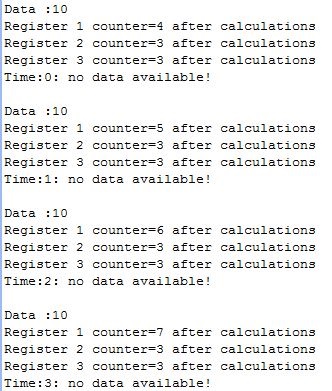 Data :10
Register 1 counter=4 after calculations
Register 2 counter=3 after calculations
Register 3 counter=3 after calculations
Time:0: no data available!
Data :10
Register 1 counter=5 after calculations
Register 2 counter=3 after calculations
Register 3 counter=3 after calculations
Time:1: no data available!
Data :10
Register 1 counter=6 after calculations
Register 2 counter=3 after calculations
Register 3 counter=3 after calculations
Time:2: no data available!
Data :10
Register 1 counter=7 after calculations
Register 2 counter=3 after calculations
Register 3 counter=3 after calculations
Time:3: no data available!